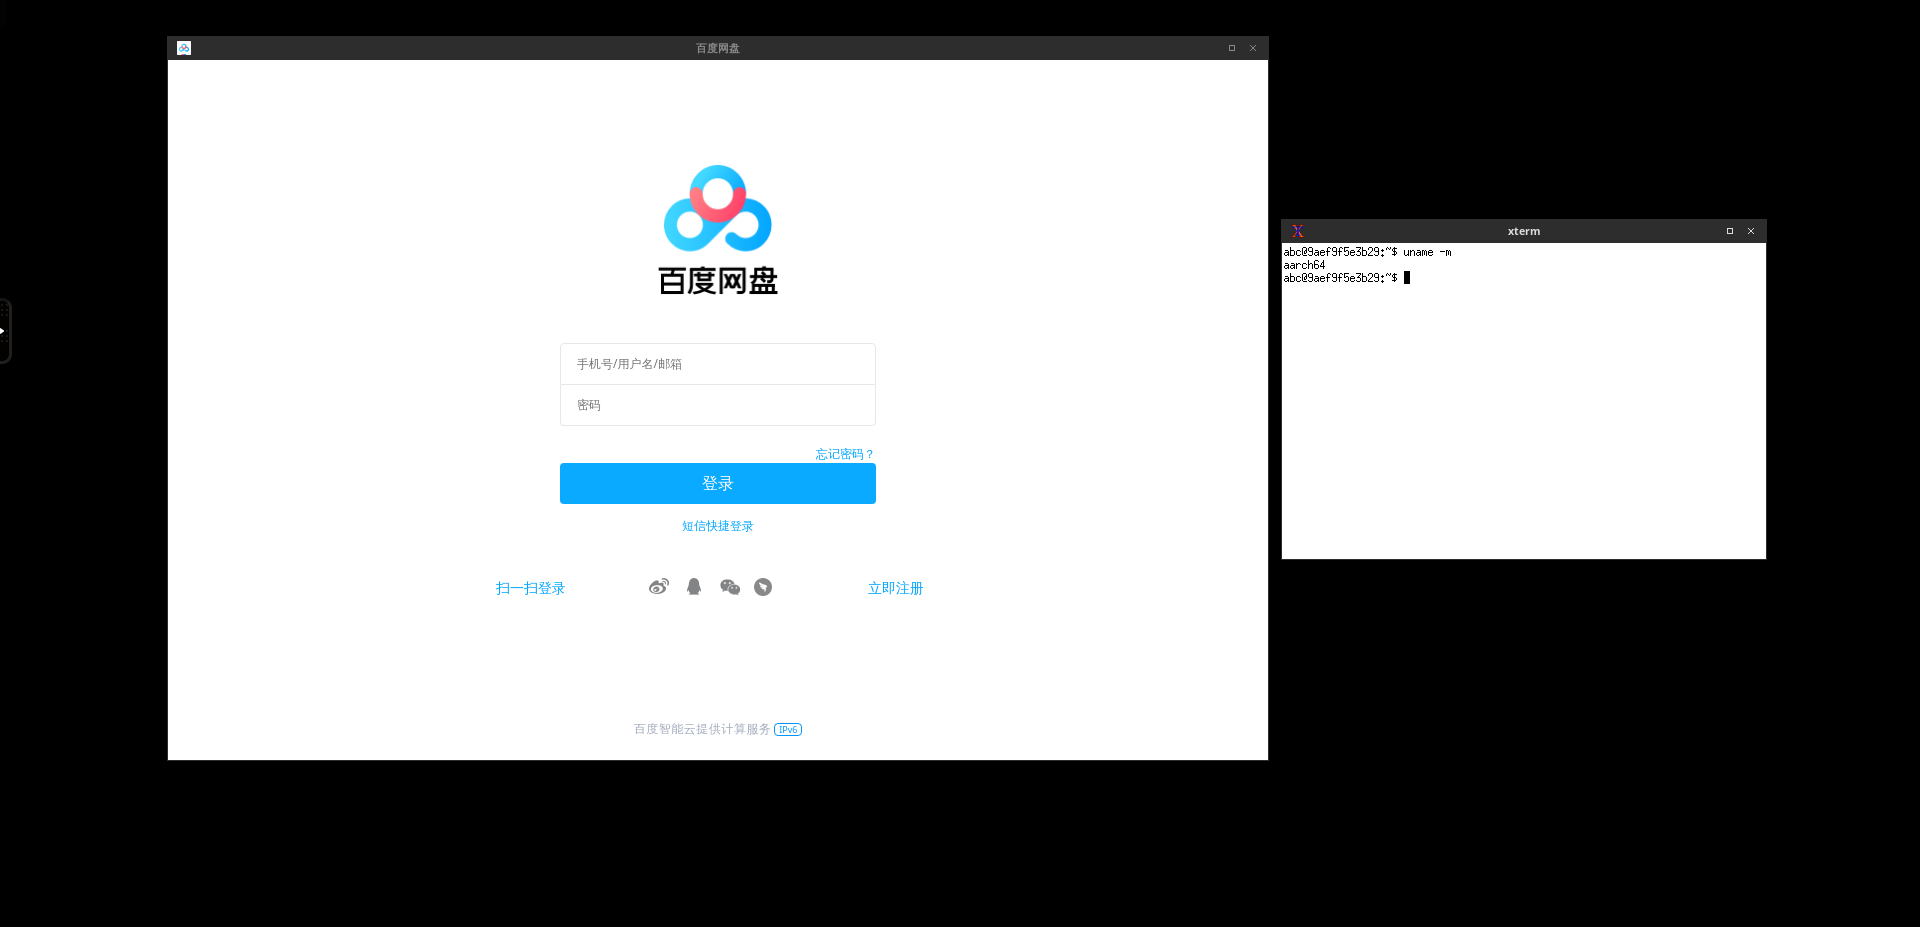 百度网盘
百度网盘
手机号/用户名/邮箱
密码
忘记密码？
登录
短信快捷登录
扫一扫登录
立即注册
百度智能云提供计算服务 IPv6
xterm
abc@9aef9f5e3b29:~$ uname -m
aarch64
abc@9aef9f5e3b29:~$